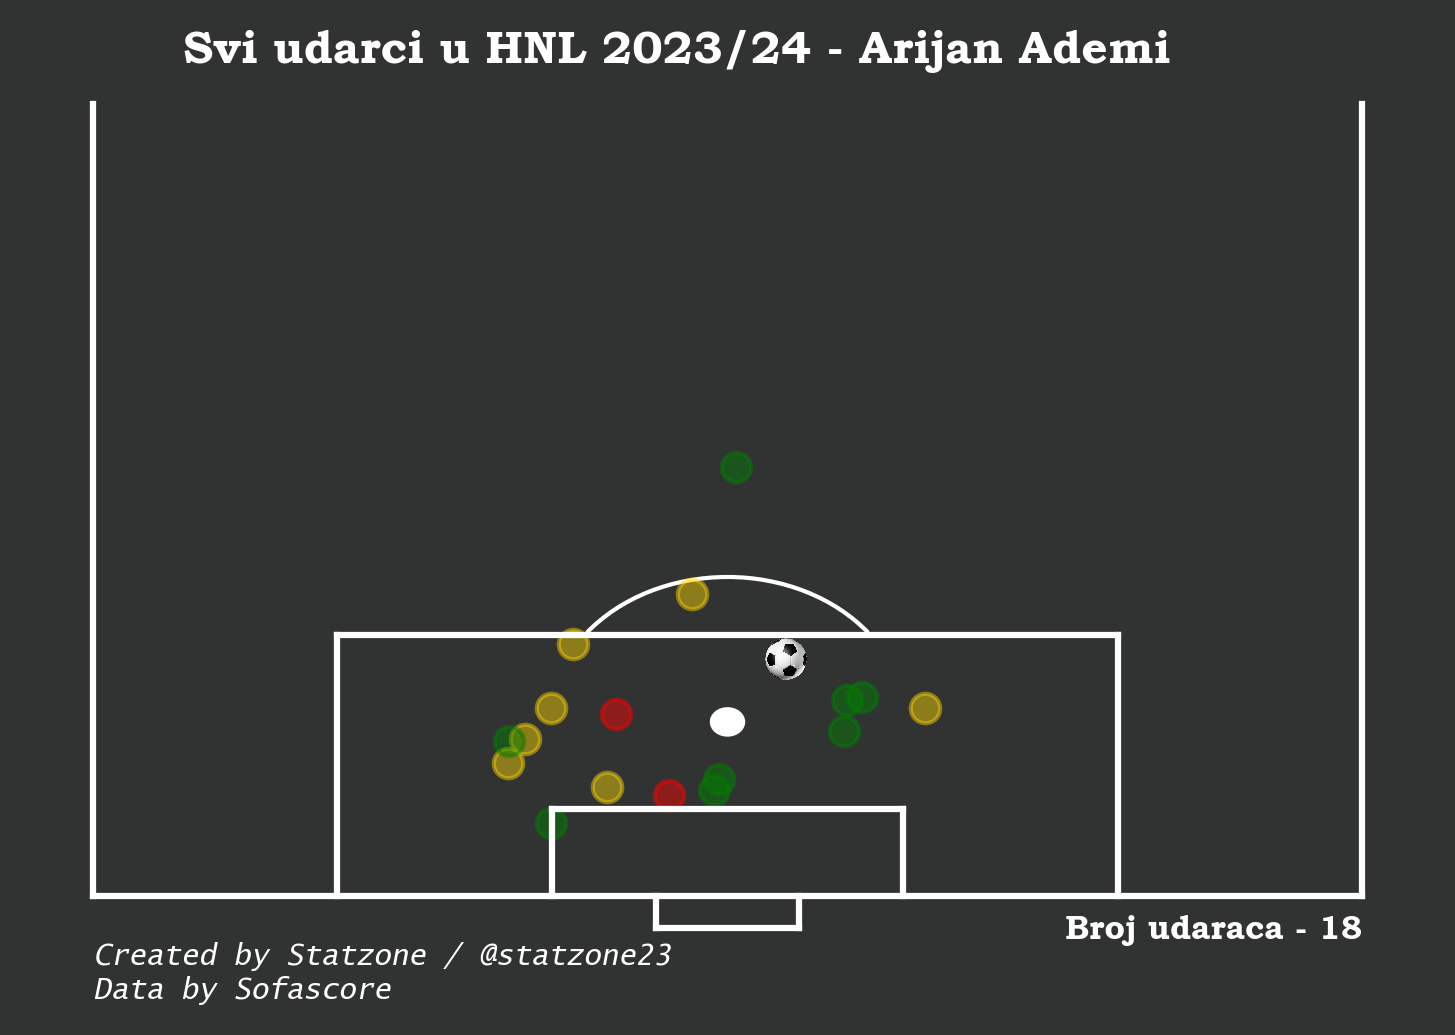 Svi udarci u HNL 2023/24 - Arijan Ademi
Broj udaraca - 18
Created by Statzone / @statzone23
Data by Sofascore